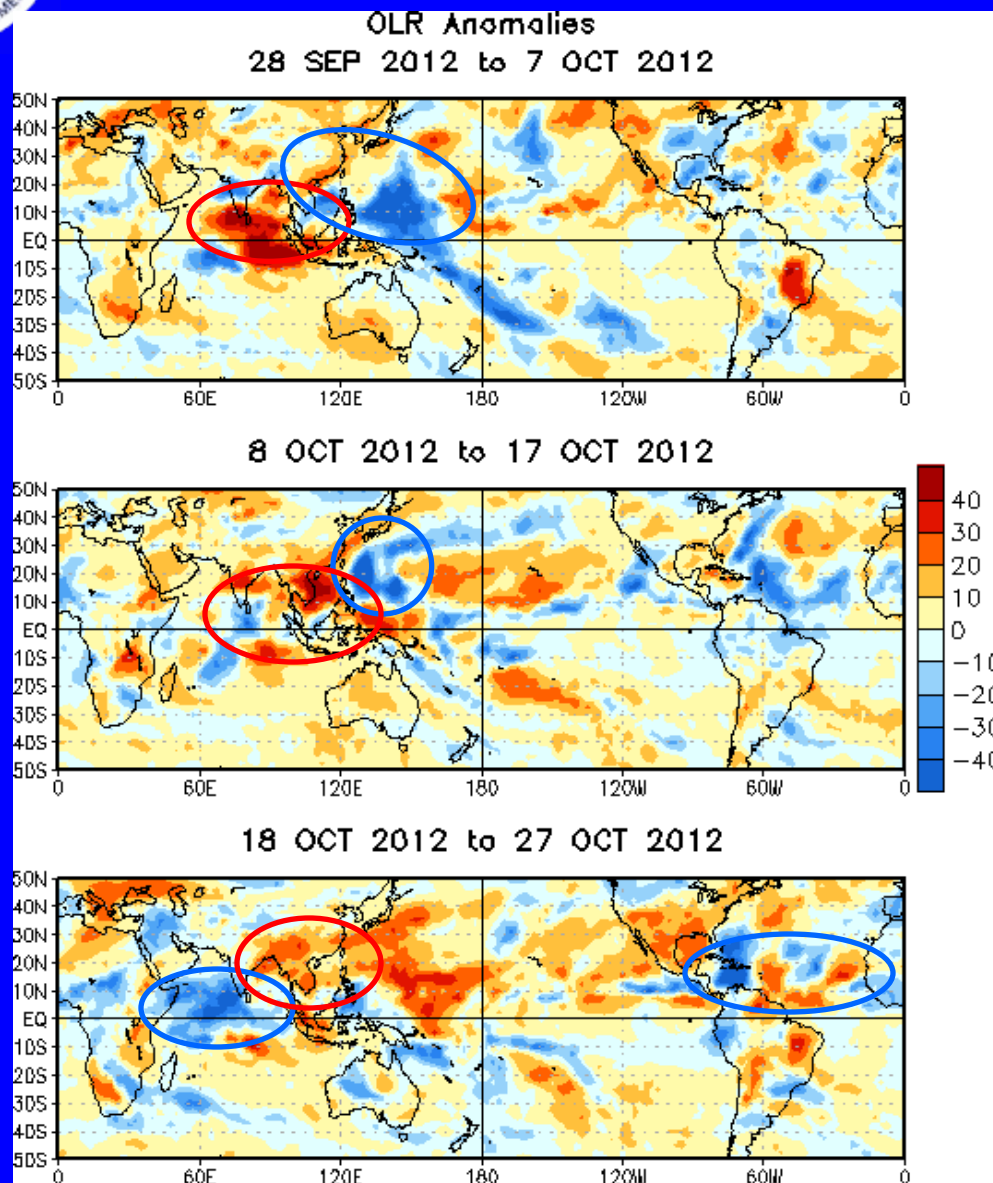 OLR Anomalies
28 SEP 2012 to 7 OCT 2012
50N
40N
30N
20N
10N
EQ
10S
20S
30S
40S
50S
0 60E 120E 180 120W 60W 0
8 OCT 2012 to 17 OCT 2012
50N
40N
30N
20N
10N
EQ
10S
20S
30S
40S
50S
0 60E 120E 180 120W 60W 0
40
30
20
10
0
−10
−20
−30
−40
18 OCT 2012 to 27 OCT 2012
50N
40N
30N
20N
10N
EQ
10S
20S
30S
40S
50S
0 60E 120E 180 120W 60W 0